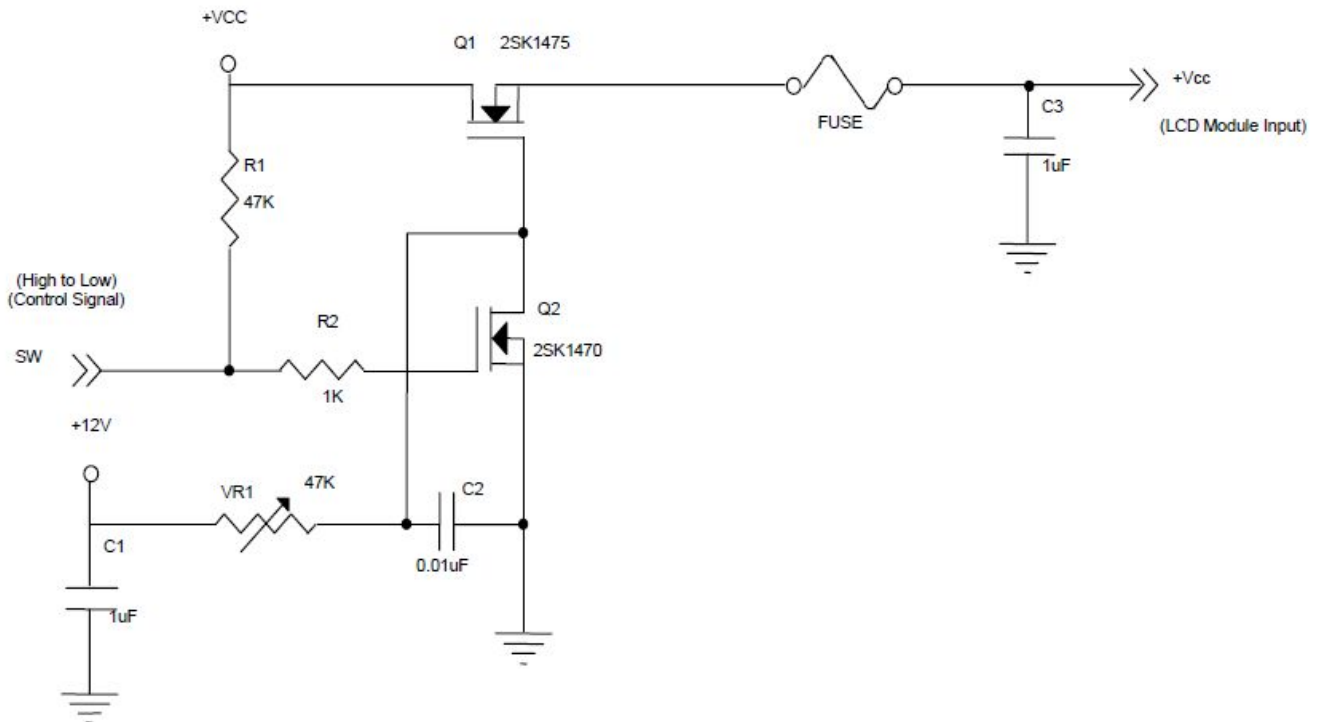 +VCC
Q1 2SK1475
+Vcc
FUSE
C3
(LCD Module Input)
R1
1uF
47K
(High to Low)
(Control Signal)
Q2
R2
SW
2SK1470
1K
+12V
VR1
47K
C2
C1
0.01uF
1uF